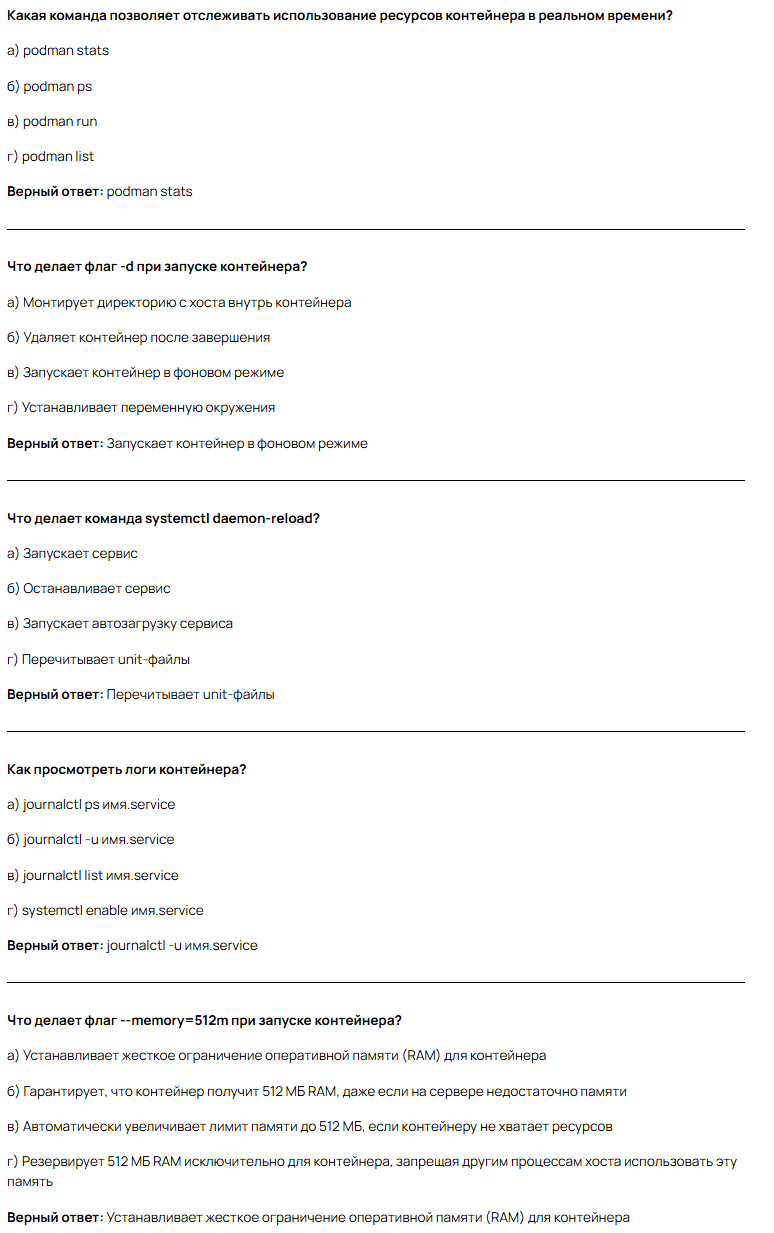 Какая команда позволяет отслеживать использование ресурсов контейнера в реальном времени?
а) podman stats
б) podman ps
в) podman run
г) podman list
Верный ответ: podman stats
Что делает флаг -d при запуске контейнера?
а) Монтирует директорию с хоста внутрь контейнера
б) Удаляет контейнер после завершения
в) Запускает контейнер в фоновом режиме
г) Устанавливает переменную окружения
Верный ответ: Запускает контейнер в фоновом режиме
Что делает команда systemctl daemon-reload?
а) Запускает сервис
б) Останавливает сервис
в) Запускает автозагрузку сервиса
г) Перечитывает unit-файлы
Верный ответ: Перечитывает unit-файлы
Как просмотреть логи контейнера?
а) journalctl ps имя.service
б) journalctl -u имя.service
в) journalctl list имя.service
г) systemctl enable имя.service
Верный ответ: journalctl -u имя.service
Что делает флаг --memory=512m при запуске контейнера?
а) Устанавливает жесткое ограничение оперативной памяти (RAM) для контейнера
б) Гарантирует, что контейнер получит 512 МБ RAM, даже если на сервере недостаточно памяти
в) Автоматически увеличивает лимит памяти до 512 МБ, если контейнеру не хватает ресурсов
г) Резервирует 512 МБ RAM исключительно для контейнера, запрещая другим процессам хоста использовать эту
память
Верный ответ: Устанавливает жесткое ограничение оперативной памяти (RAM) для контейнера